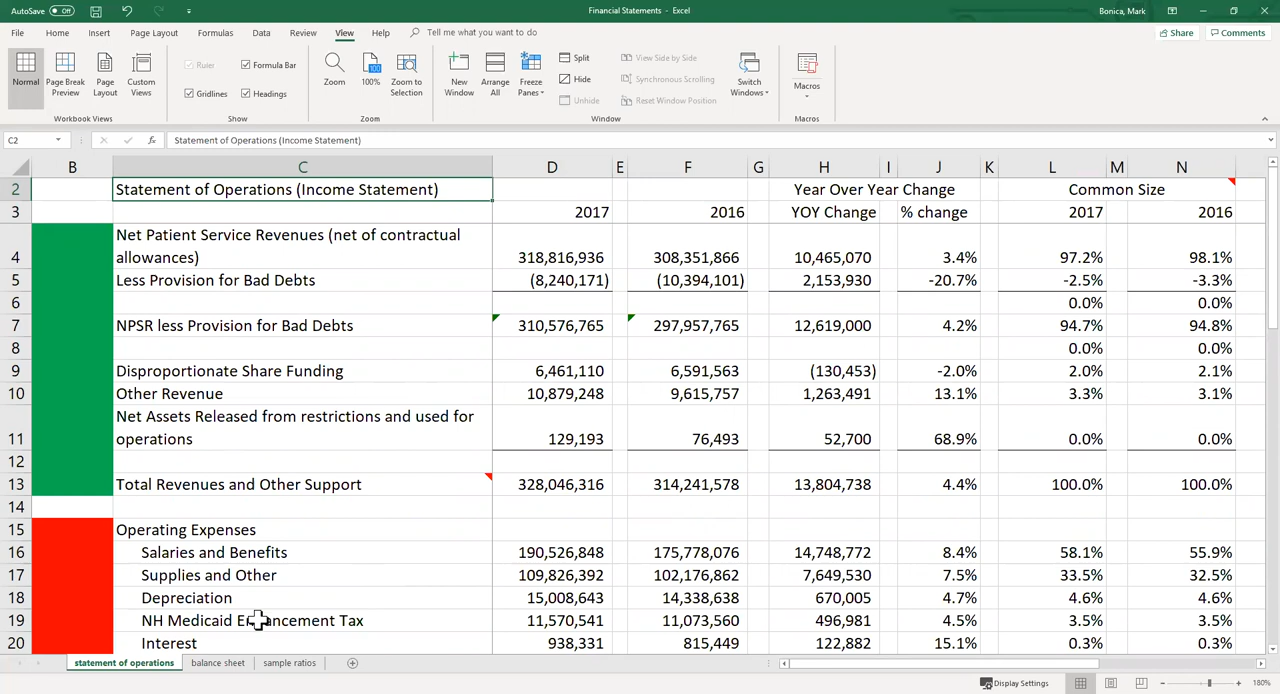 AutoSave Off Financial Statements - Excel Bonica, Mark
File Home Insert Page Layout Formulas Data Review View Help Tell me what you want to do Share Comments
Normal Page Break Preview Page Layout Custom Views Ruler Formula Bar Gridlines Headings Zoom 100% Zoom to Selection New Window Arrange All Freeze Panes Split Hide Unhide View Side by Side Synchronous Scrolling Reset Window Position Switch Windows Macros
Workbook Views Show Zoom Window Macros
C2 fx Statement of Operations (Income Statement)
B C D E F G H I J K L M N
2 Statement of Operations (Income Statement) Year Over Year Change Common Size
3 2017 2016 YOY Change % change 2017 2016
Net Patient Service Revenues (net of contractual
4 allowances) 318,816,936 308,351,866 10,465,070 3.4% 97.2% 98.1%
5 Less Provision for Bad Debts (8,240,171) (10,394,101) 2,153,930 -20.7% -2.5% -3.3%
6 0.0% 0.0%
7 NPSR less Provision for Bad Debts 310,576,765 297,957,765 12,619,000 4.2% 94.7% 94.8%
8 0.0% 0.0%
9 Disproportionate Share Funding 6,461,110 6,591,563 (130,453) -2.0% 2.0% 2.1%
10 Other Revenue 10,879,248 9,615,757 1,263,491 13.1% 3.3% 3.1%
Net Assets Released from restrictions and used for
11 operations 129,193 76,493 52,700 68.9% 0.0% 0.0%
12
13 Total Revenues and Other Support 328,046,316 314,241,578 13,804,738 4.4% 100.0% 100.0%
14
15 Operating Expenses
16 Salaries and Benefits 190,526,848 175,778,076 14,748,772 8.4% 58.1% 55.9%
17 Supplies and Other 109,826,392 102,176,862 7,649,530 7.5% 33.5% 32.5%
18 Depreciation 15,008,643 14,338,638 670,005 4.7% 4.6% 4.6%
19 NH Medicaid Enhancement Tax 11,570,541 11,073,560 496,981 4.5% 3.5% 3.5%
20 Interest 938,331 815,449 122,882 15.1% 0.3% 0.3%
statement of operations balance sheet sample ratios
Display Settings 180%